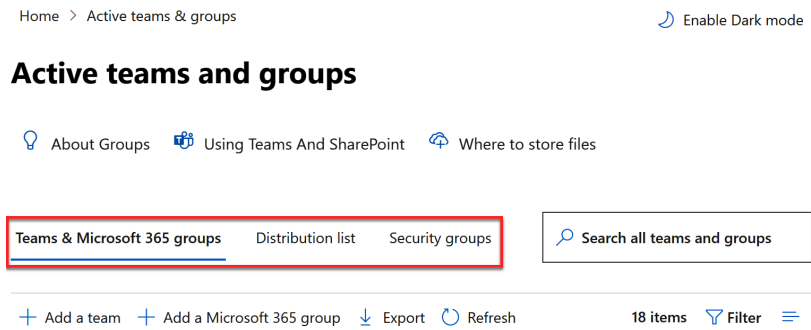 Home > Active teams & groups
Enable Dark mode
Active teams and groups
About Groups Using Teams And SharePoint Where to store files
Teams & Microsoft 365 groups Distribution list Security groups Search all teams and groups
+ Add a team + Add a Microsoft 365 group Export Refresh 18 items Filter